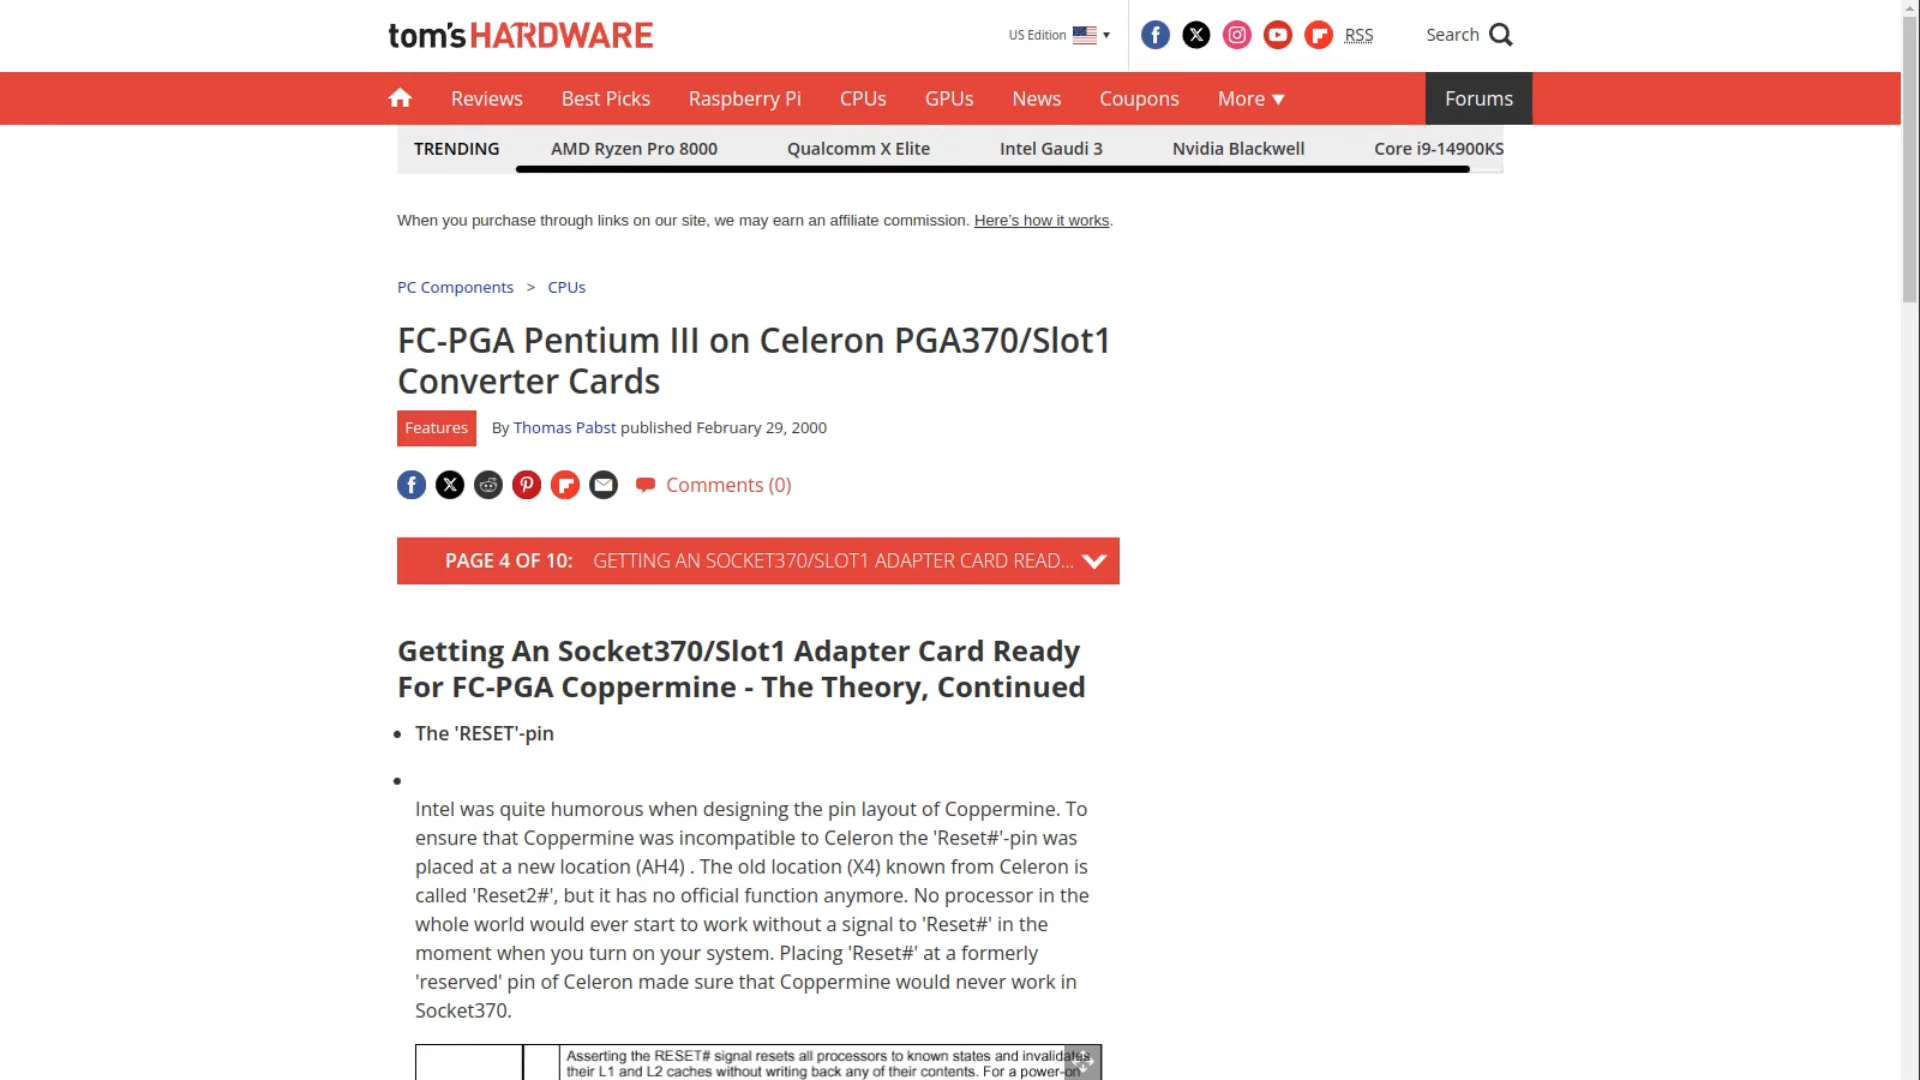 tom's HARDWARE
US Edition
RSS
Search
Reviews
Best Picks
Raspberry Pi
CPUs
GPUs
News
Coupons
More
Forums
TRENDING
AMD Ryzen Pro 8000
Qualcomm X Elite
Intel Gaudi 3
Nvidia Blackwell
Core i9-14900KS
When you purchase through links on our site, we may earn an affiliate commission. Here's how it works.
PC Components > CPUs
FC-PGA Pentium III on Celeron PGA370/Slot1
Converter Cards
Features
By Thomas Pabst published February 29, 2000
Comments (0)
PAGE 4 OF 10: GETTING AN SOCKET370/SLOT1 ADAPTER CARD READ...
Getting An Socket370/Slot1 Adapter Card Ready
For FC-PGA Coppermine - The Theory, Continued
• The 'RESET'-pin
•
Intel was quite humorous when designing the pin layout of Coppermine. To
ensure that Coppermine was incompatible to Celeron the 'Reset#'-pin was
placed at a new location (AH4) . The old location (X4) known from Celeron is
called 'Reset2#', but it has no official function anymore. No processor in the
whole world would ever start to work without a signal to 'Reset#' in the
moment when you turn on your system. Placing 'Reset#' at a formerly
'reserved' pin of Celeron made sure that Coppermine would never work in
Socket370.
Asserting the RESET# signal resets all processors to known states and invalidates
their L1 and L2 caches without writing back any of their contents. For a power-on